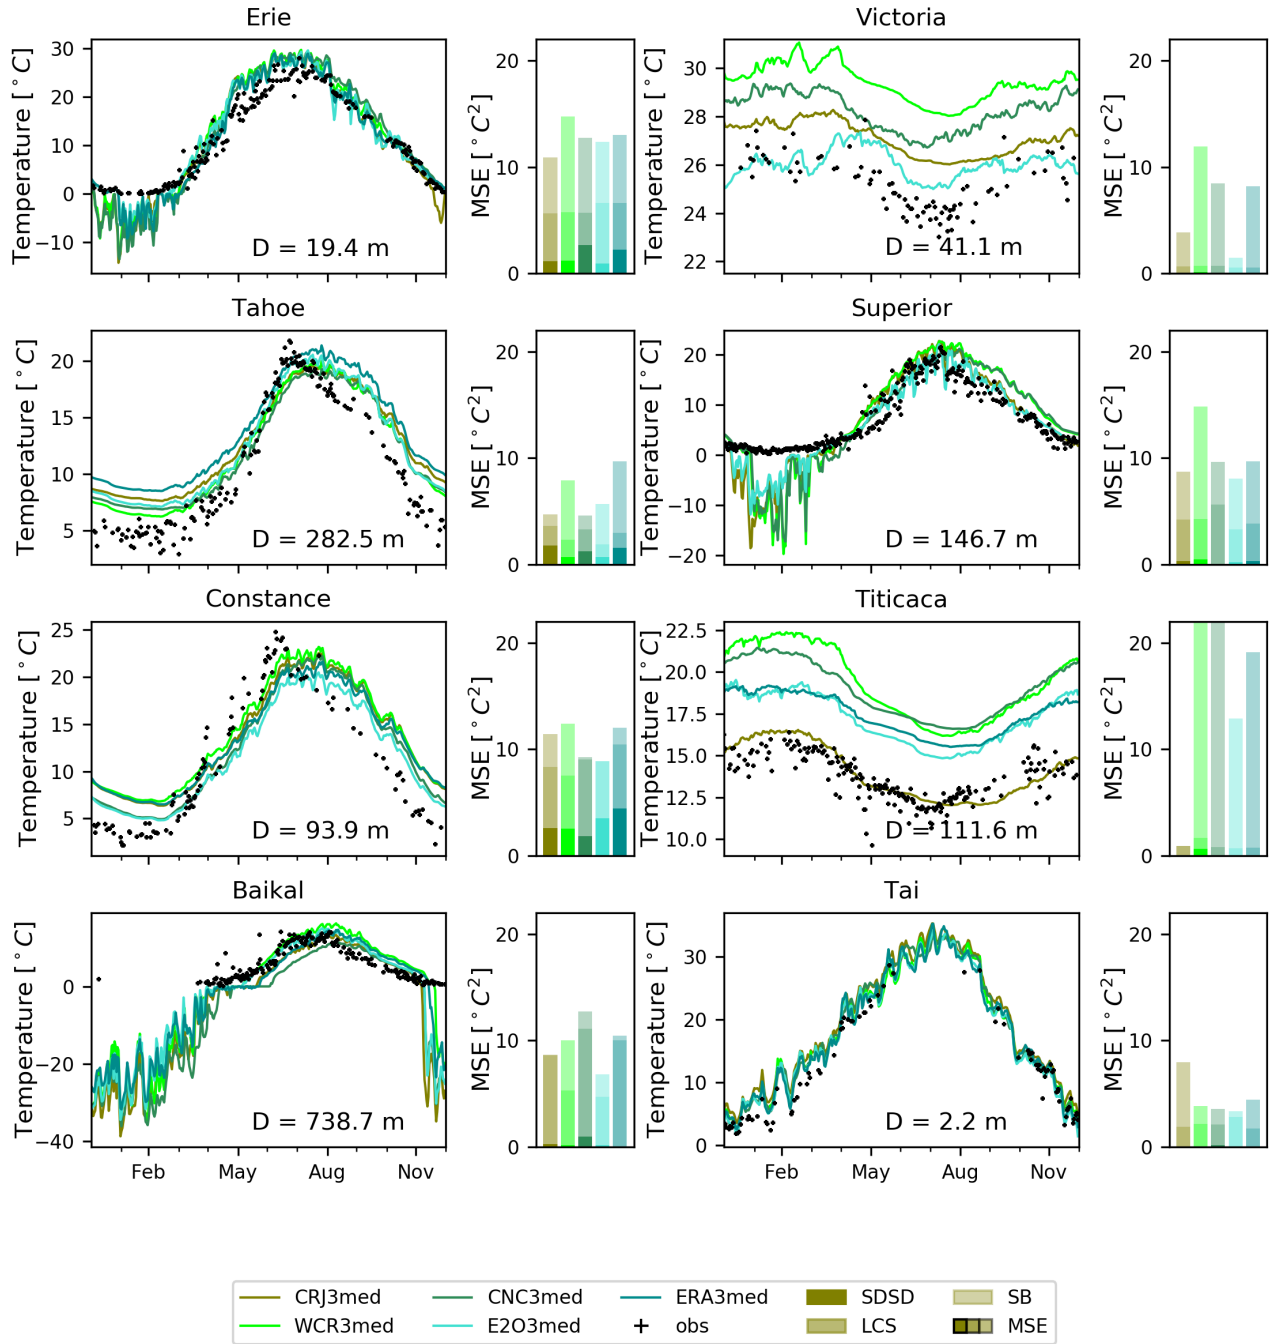 Erie
Temperature [°C]
30
20
10
0
−10
D = 19.4 m
MSE [°C²]
20
10
0
Victoria
Temperature [°C]
30
28
26
24
22
D = 41.1 m
MSE [°C²]
20
10
0
Tahoe
Temperature [°C]
20
15
10
5
D = 282.5 m
MSE [°C²]
20
10
0
Superior
Temperature [°C]
20
10
0
−10
−20
D = 146.7 m
MSE [°C²]
20
10
0
Constance
Temperature [°C]
25
20
15
10
5
D = 93.9 m
MSE [°C²]
20
10
0
Titicaca
Temperature [°C]
22.5
20.0
17.5
15.0
12.5
10.0
D = 111.6 m
MSE [°C²]
20
10
0
Baikal
Temperature [°C]
0
−20
−40
D = 738.7 m
Feb May Aug Nov
MSE [°C²]
20
10
0
Tai
Temperature [°C]
30
20
10
0
D = 2.2 m
Feb May Aug Nov
MSE [°C²]
20
10
0
CRJ3med CNC3med ERA3med SDSD SB
WCR3med E2O3med obs LCS MSE